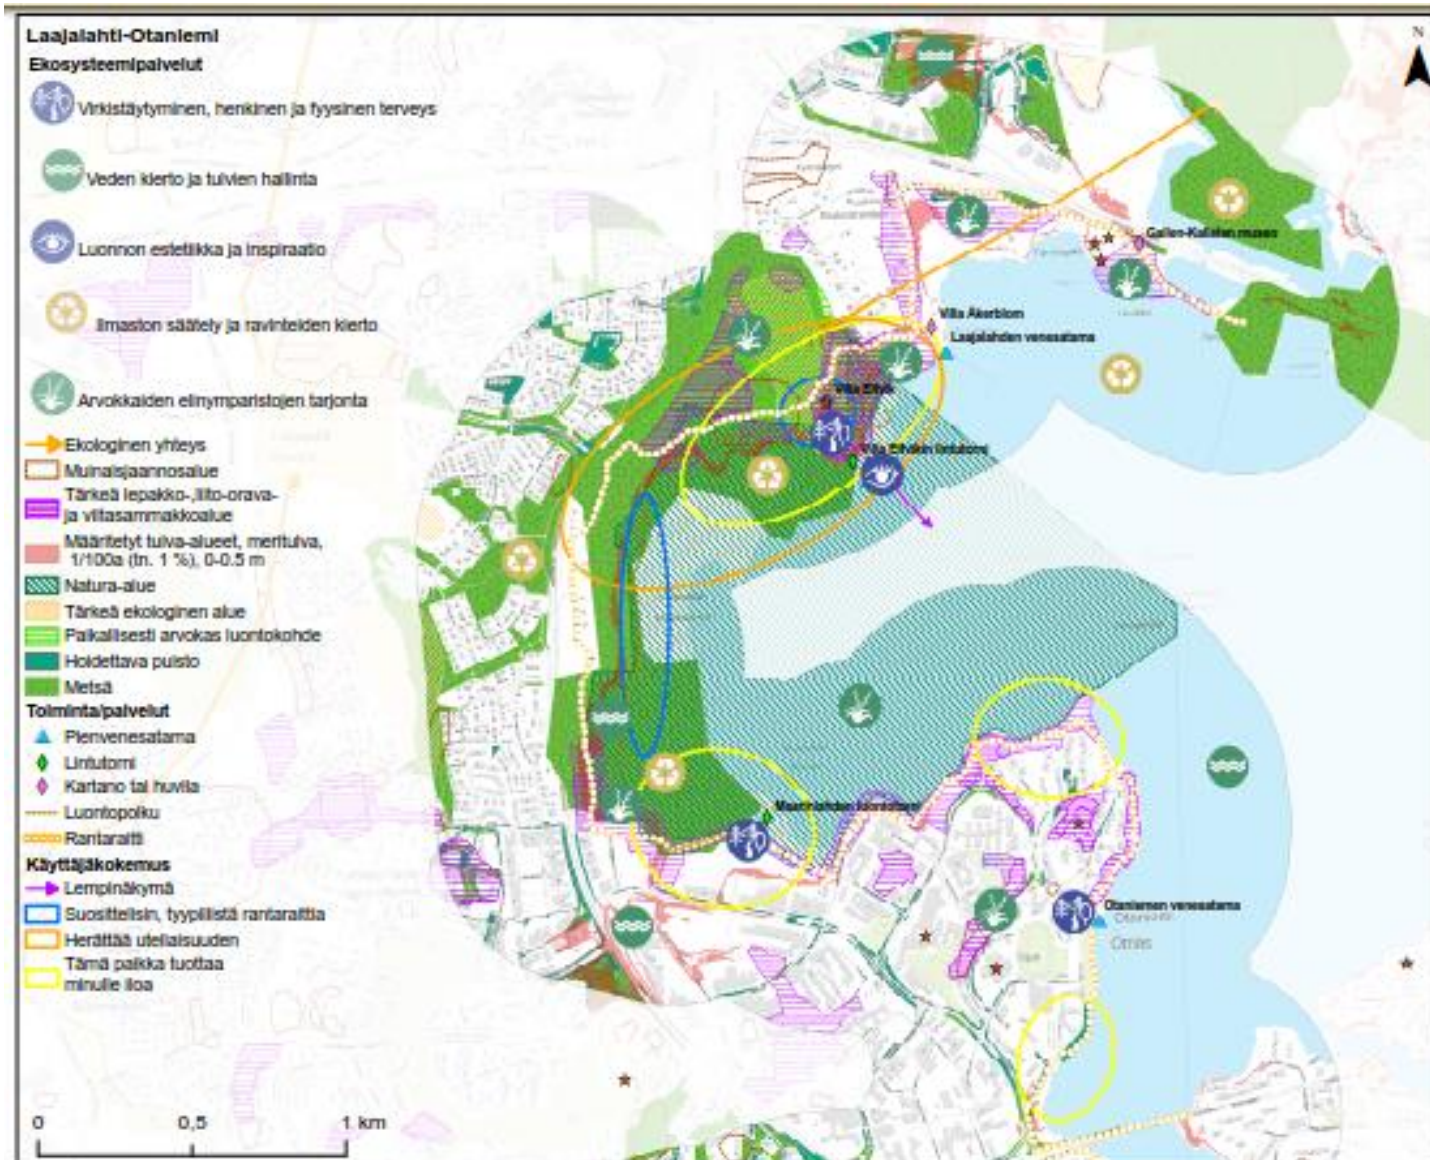 Laajalahti-Otaniemi
Ekosysteemipalvelut
Virkistäytyminen, henkinen ja fyysinen terveys
Veden kierto ja tulvien hallinta
Luonnon estetiikka ja inspiraatio
Ilmaston säätely ja ravinteiden kierto
Arvokkaiden elinympäristöjen tarjonta
Ekologinen yhteys
Muinaisjaannosalue
Tärkeä lepakko-,liito-orava-
ja viitasammakkoalue
Määritetyt tulva-alueet, meritulva,
1/100a (tn. 1 %), 0-0.5 m
Natura-alue
Tärkeä ekologinen alue
Paikallisesti arvokas luontokohde
Hoidettava puisto
Metsä
Toiminta/palvelut
Pienvenesatama
Lintutorni
Kartano tai huvila
Luontopolku
Rantaraitti
Käyttäjäkokemus
Lempinäkymä
Suosittelisin, tyypillistä rantaraittia
Herättää uteliaisuuden
Tämä paikka tuottaa
minulle iloa
0 0,5 1 km
N
Gallen-Kallelan museo
Villa Åkerblom
Laajalahden venesatama
Villa Elfvik
Villa Elfvikin lintutorni
Maarinlahden luontotorni
Otaniemen venesatama
Otaniemi
Otnäs